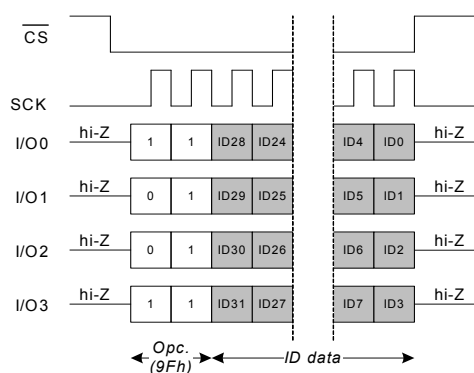 CS
SCK
I/O0 hi-Z 1 1 ID28 ID24 ID4 ID0 hi-Z
I/O1 hi-Z 0 1 ID29 ID25 ID5 ID1 hi-Z
I/O2 hi-Z 0 1 ID30 ID26 ID6 ID2 hi-Z
I/O3 hi-Z 1 1 ID31 ID27 ID7 ID3 hi-Z
Opc. ID data
(9Fh)